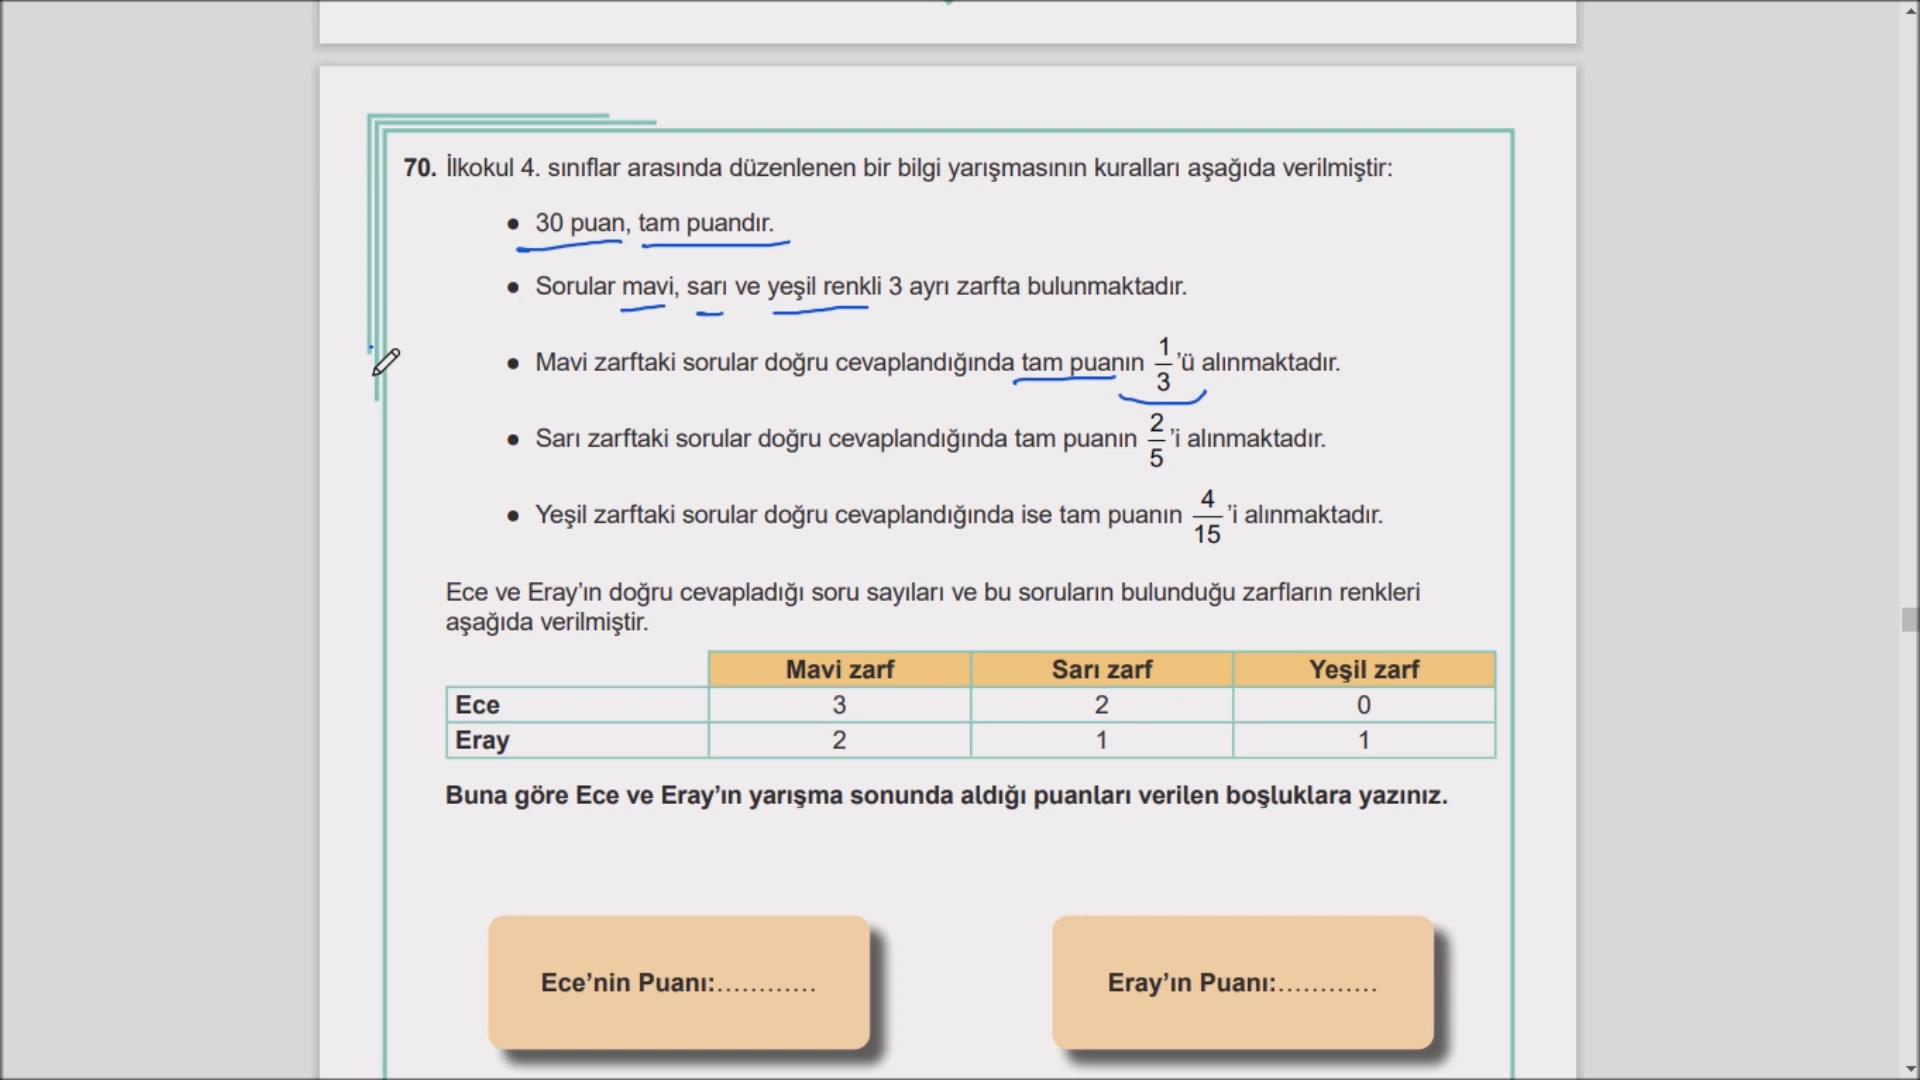 70. İlkokul 4. sınıflar arasında düzenlenen bir bilgi yarışmasının kuralları aşağıda verilmiştir:
● 30 puan, tam puandır.
● Sorular mavi, sarı ve yeşil renkli 3 ayrı zarfta bulunmaktadır.
● Mavi zarftaki sorular doğru cevaplandığında tam puanın 1/3'ü alınmaktadır.
● Sarı zarftaki sorular doğru cevaplandığında tam puanın 2/5'i alınmaktadır.
● Yeşil zarftaki sorular doğru cevaplandığında ise tam puanın 4/15'i alınmaktadır.
Ece ve Eray'ın doğru cevapladığı soru sayıları ve bu soruların bulunduğu zarfların renkleri
aşağıda verilmiştir.
Mavi zarf Sarı zarf Yeşil zarf
Ece 3 2 0
Eray 2 1 1
Buna göre Ece ve Eray'ın yarışma sonunda aldığı puanları verilen boşluklara yazınız.
Ece'nin Puanı:............ Eray'ın Puanı:............